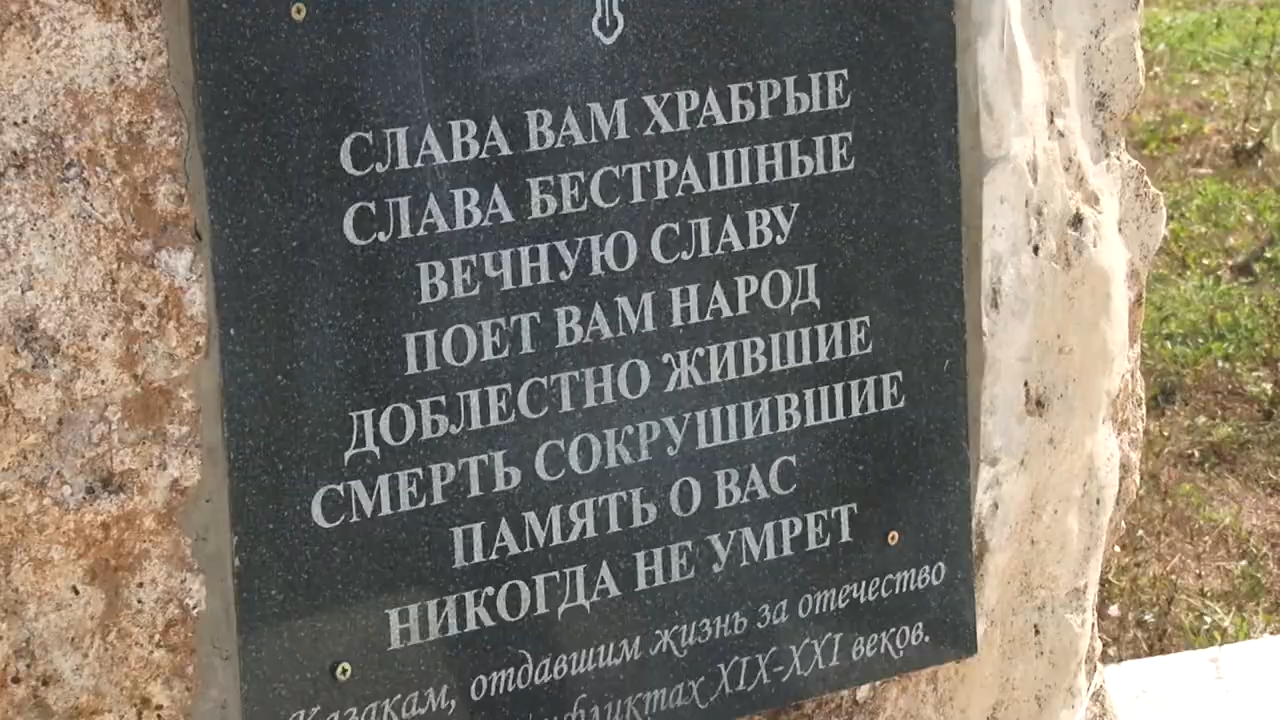 СЛАВА ВАМ ХРАБРЫЕ
СЛАВА БЕСТРАШНЫЕ
ВЕЧНУЮ СЛАВУ
ПОЕТ ВАМ НАРОД
ДОБЛЕСТНО ЖИВШИЕ
СМЕРТЬ СОКРУШИВШИЕ
ПАМЯТЬ О ВАС
НИКОГДА НЕ УМРЕТ
Казакам, отдавшим жизнь за отечество
XIX-XXI веков.